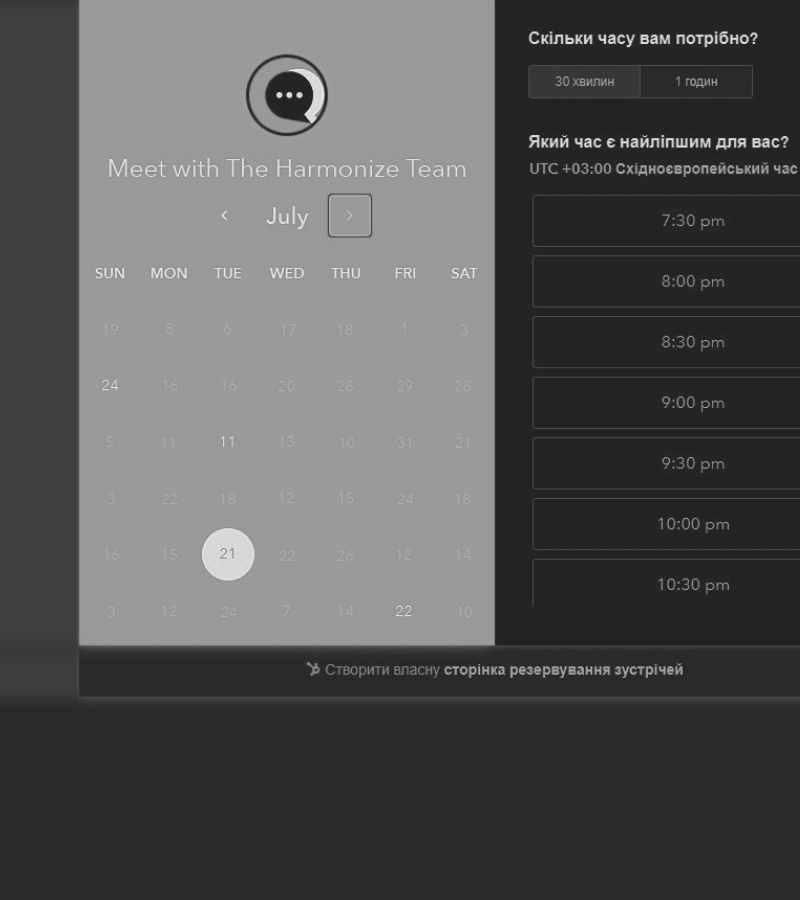 Meet with The Harmonize Team
July
SUN MON TUE WED THU FRI SAT
19 8 6 17 18 1 3
24 16 16 20 28 29 28
5 11 11 13 10 31 21
3 22 18 12 15 24 18
16 15 21 22 26 12 14
3 12 24 7 14 22 10
Скільки часу вам потрібно?
30 хвилин 1 годин
Який час є найліпшим для вас?
UTC +03:00 Східноєвропейський час
7:30 pm
8:00 pm
8:30 pm
9:00 pm
9:30 pm
10:00 pm
10:30 pm
Створити власну сторінка резервування зустрічей